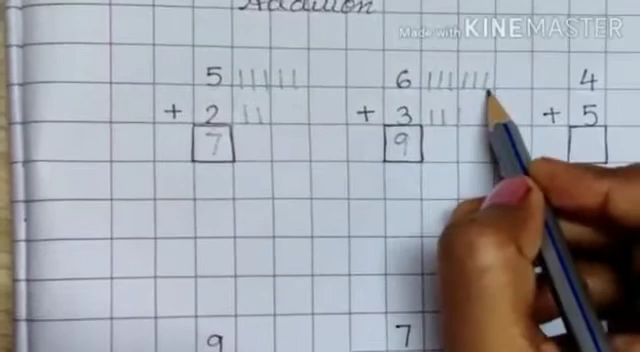 Addition
Made with KINEMASTER
5 ||||| 6 |||||| 4
+ 2 || + 3 ||| + 5
7 9
9 7